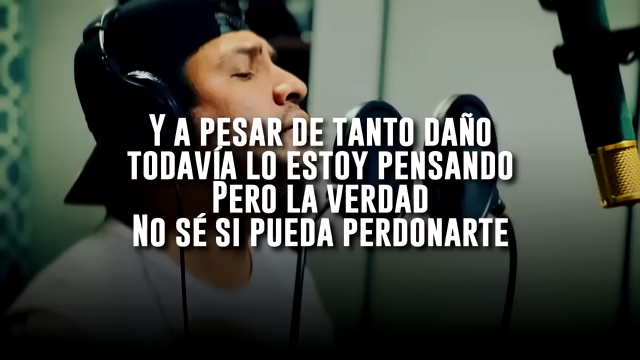 Y a pesar de tanto daño
todavía lo estoy pensando
Pero la verdad
No sé si pueda perdonarte